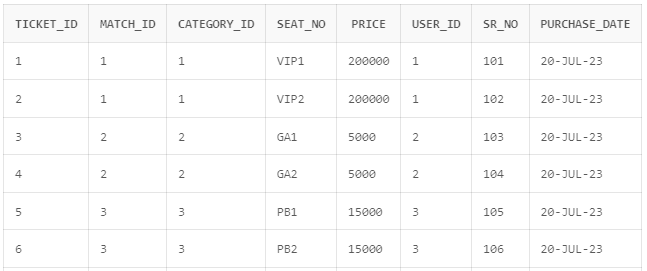 TICKET_ID MATCH_ID CATEGORY_ID SEAT_NO PRICE USER_ID SR_NO PURCHASE_DATE
1 1 1 VIP1 200000 1 101 20-JUL-23
2 1 1 VIP2 200000 1 102 20-JUL-23
3 2 2 GA1 5000 2 103 20-JUL-23
4 2 2 GA2 5000 2 104 20-JUL-23
5 3 3 PB1 15000 3 105 20-JUL-23
6 3 3 PB2 15000 3 106 20-JUL-23